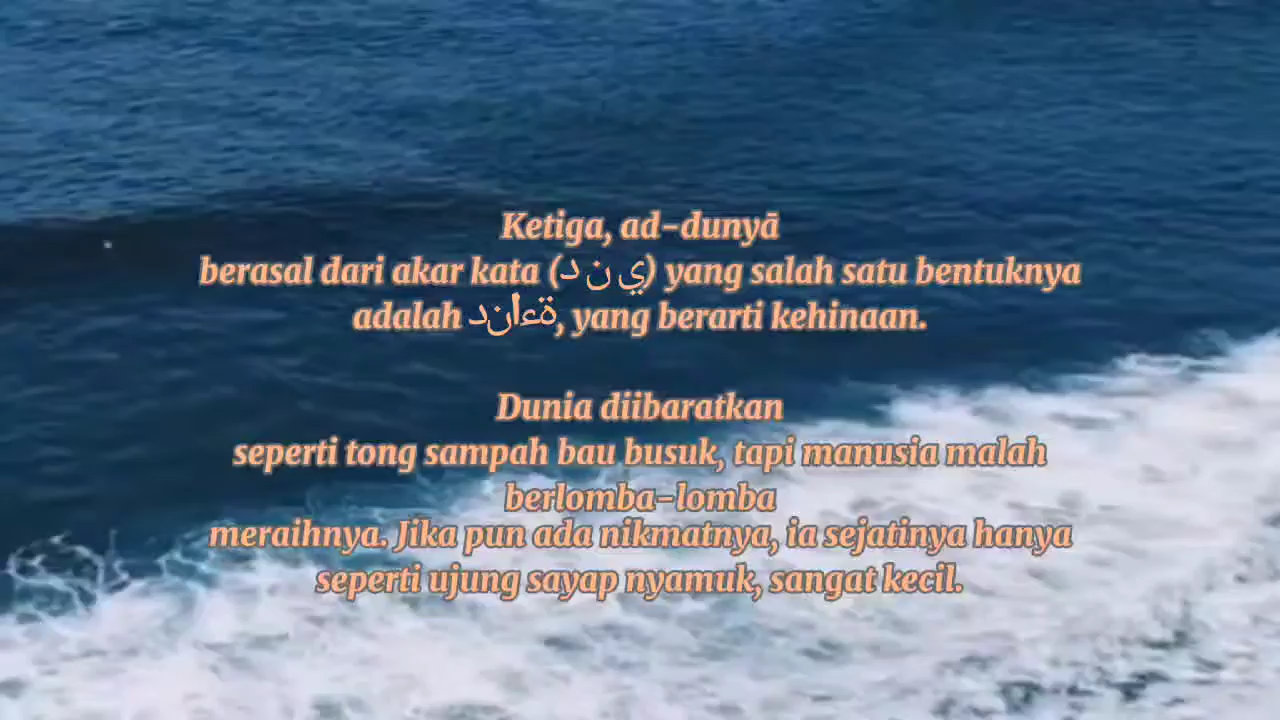 Ketiga, ad-dunyā
berasal dari akar kata (د ن ي) yang salah satu bentuknya
adalah دناءة, yang berarti kehinaan.
Dunia diibaratkan
seperti tong sampah bau busuk, tapi manusia malah
berlomba-lomba
meraihnya. Jika pun ada nikmatnya, ia sejatinya hanya
seperti ujung sayap nyamuk, sangat kecil.